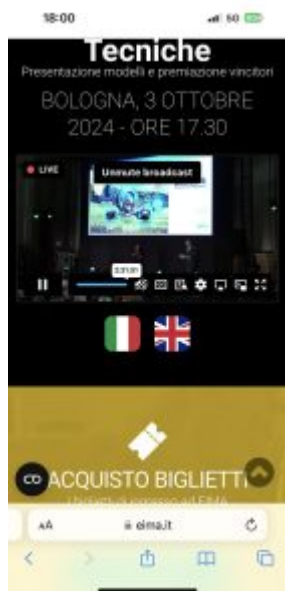 18:00
Tecniche
Presentazione modelli e premiazione vincitori
BOLOGNA, 3 OTTOBRE
2024 - ORE 17.30
LIVE
Unmute broadcast
ACQUISTO BIGLIETTI
AA
eima.it